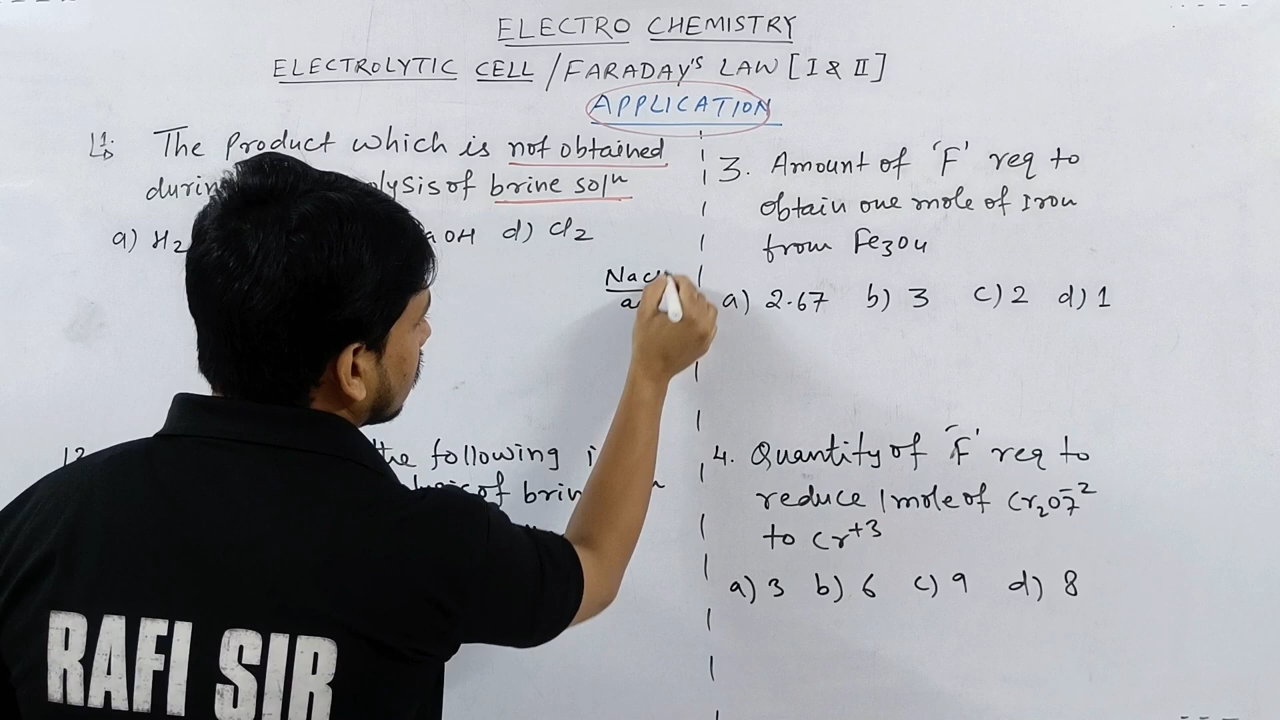 ELECTRO CHEMISTRY
ELECTROLYTIC CELL / FARADAY'S LAW [I & II]
APPLICATION
The Product which is not obtained
durin lysis of brine soln
a) H2 aOH d) Cl2
NaCl
a
the following i
of brin
3. Amount of 'F' req to
obtain one mole of Iron
from Fe3O4
a) 2.67 b) 3 c) 2 d) 1
4. Quantity of 'F' req to
reduce 1 mole of Cr2O7-2
to Cr+3
a) 3 b) 6 c) 9 d) 8
RAFI SIR